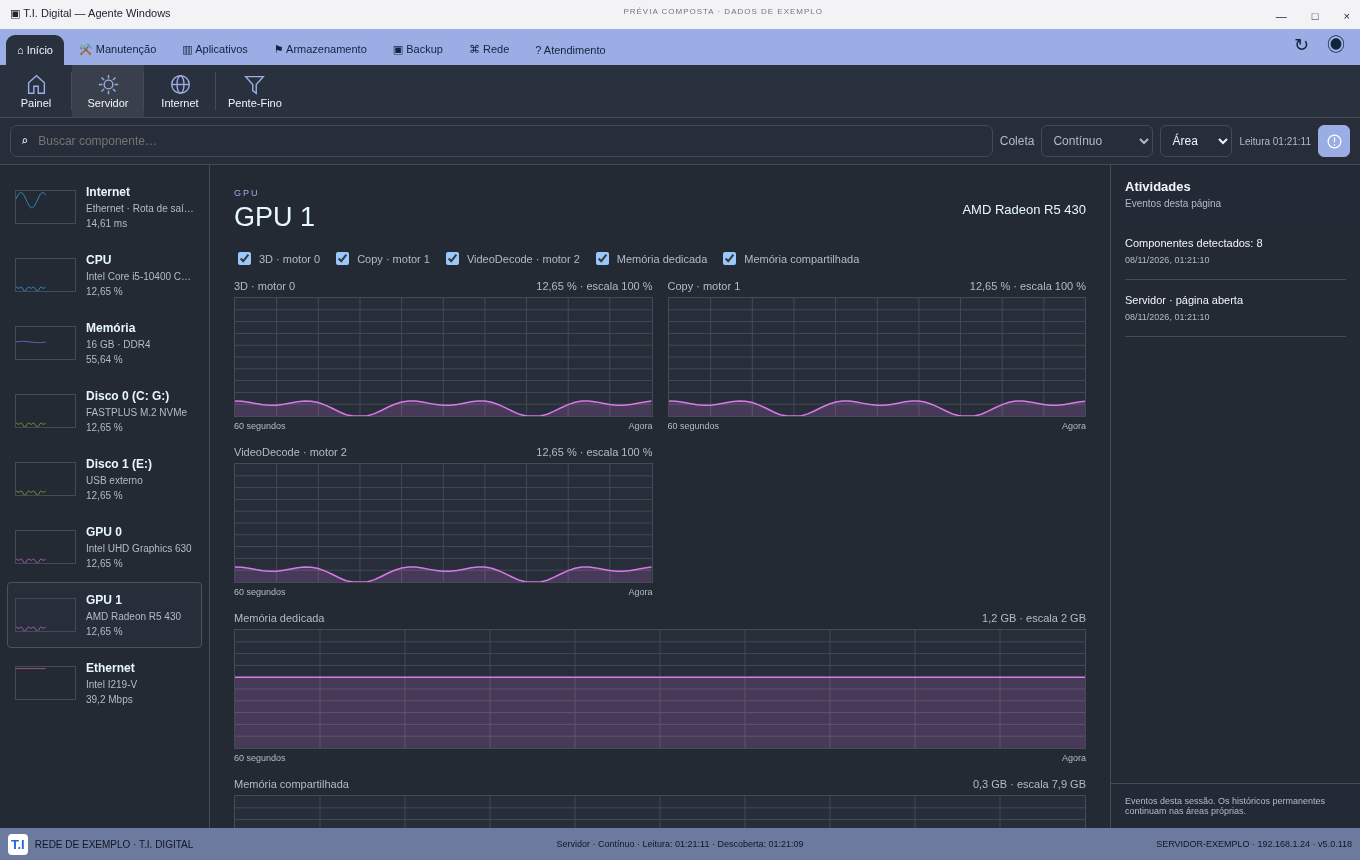 T.I. Digital — Agente Windows
PRÉVIA COMPOSTA · DADOS DE EXEMPLO
Início
Manutenção
Aplicativos
Armazenamento
Backup
Rede
? Atendimento
Painel
Servidor
Internet
Pente-Fino
Buscar componente…
Coleta
Contínuo
Área
Leitura 01:21:11
Internet
Ethernet · Rota de saí…
14,61 ms
CPU
Intel Core i5-10400 C…
12,65 %
Memória
16 GB · DDR4
55,64 %
Disco 0 (C: G:)
FASTPLUS M.2 NVMe
12,65 %
Disco 1 (E:)
USB externo
12,65 %
GPU 0
Intel UHD Graphics 630
12,65 %
GPU 1
AMD Radeon R5 430
12,65 %
Ethernet
Intel I219-V
39,2 Mbps
GPU
GPU 1
AMD Radeon R5 430
3D · motor 0
Copy · motor 1
VideoDecode · motor 2
Memória dedicada
Memória compartilhada
3D · motor 0
12,65 % · escala 100 %
60 segundos
Agora
Copy · motor 1
12,65 % · escala 100 %
60 segundos
Agora
VideoDecode · motor 2
12,65 % · escala 100 %
60 segundos
Agora
Memória dedicada
1,2 GB · escala 2 GB
60 segundos
Agora
Memória compartilhada
0,3 GB · escala 7,9 GB
Atividades
Eventos desta página
Componentes detectados: 8
08/11/2026, 01:21:10
Servidor · página aberta
08/11/2026, 01:21:10
Eventos desta sessão. Os históricos permanentes
continuam nas áreas próprias.
T.I
REDE DE EXEMPLO · T.I. DIGITAL
Servidor · Contínuo · Leitura: 01:21:11 · Descoberta: 01:21:09
SERVIDOR-EXEMPLO · 192.168.1.24 · v5.0.118